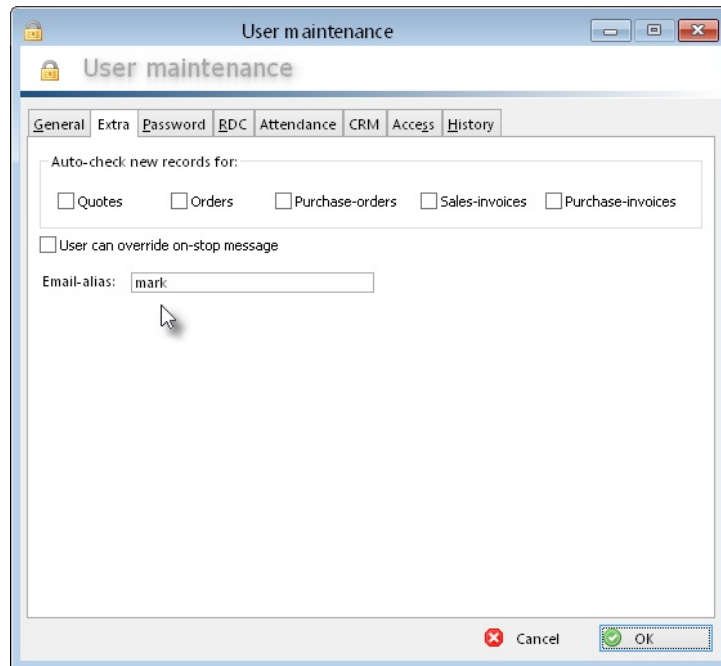 User maintenance
User maintenance
General Extra Password RDC Attendance CRM Access History
Auto-check new records for:
Quotes Orders Purchase-orders Sales-invoices Purchase-invoices
User can override on-stop message
Email-alias: mark
Cancel OK